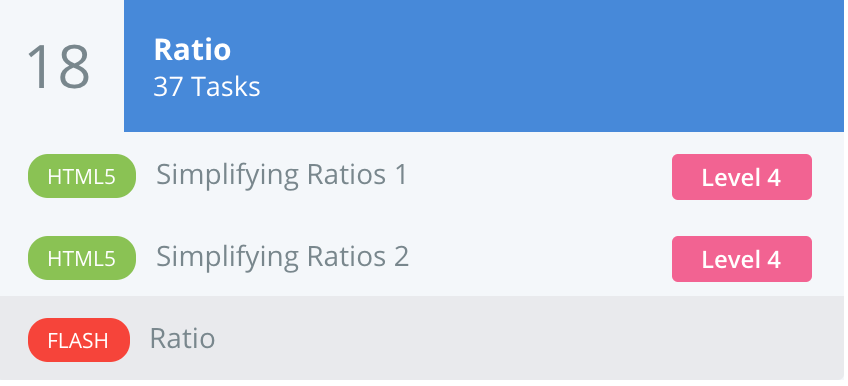 18
Ratio
37 Tasks
HTML5 Simplifying Ratios 1 Level 4
HTML5 Simplifying Ratios 2 Level 4
FLASH Ratio